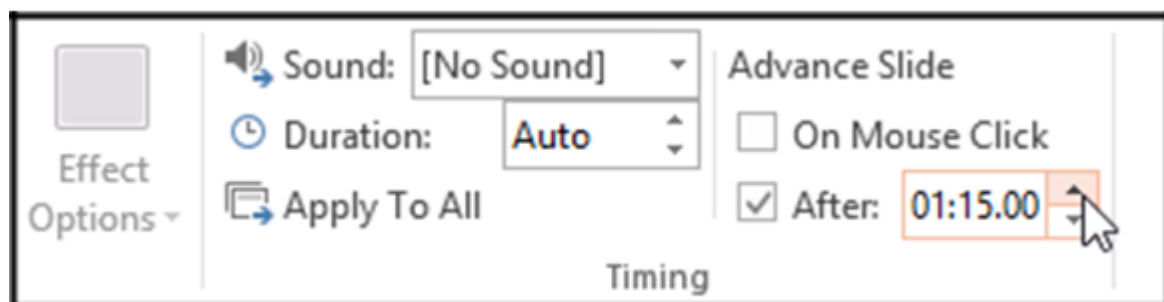 Effect
Options
Sound: [No Sound]
Duration: Auto
Apply To All
Advance Slide
On Mouse Click
After: 01:15.00
Timing